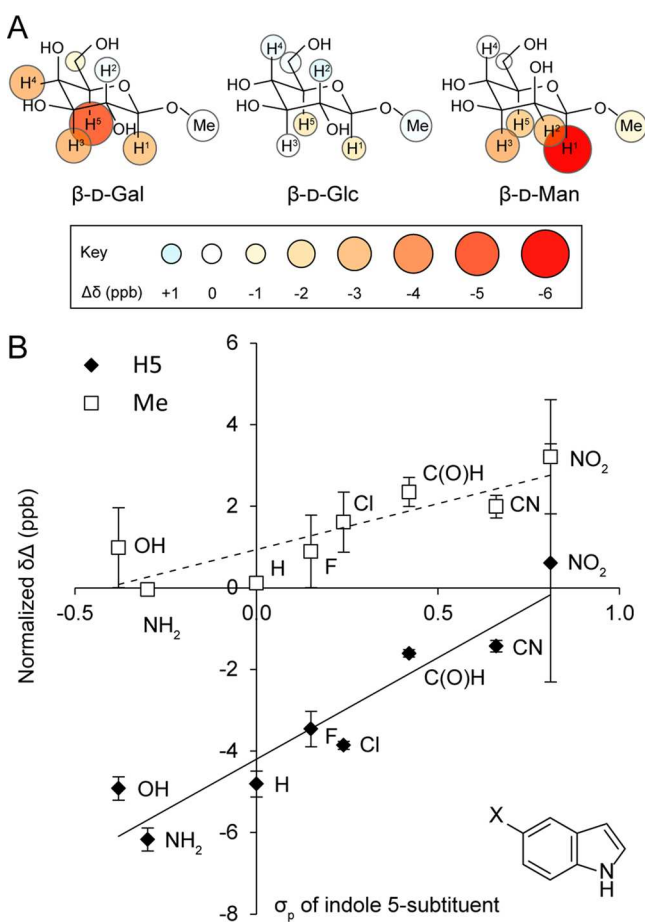 A
HO
OH
OH
H⁴
H²
O
HO
H⁵
OH
O
Me
H³
H¹
β-D-Gal
H⁴
OH
H²
HO
O
HO
H⁵
OH
O
Me
H³
H¹
β-D-Glc
H⁴
OH
OH
HO
O
HO
H⁵
H²
O
Me
H³
H¹
β-D-Man
Key
Δδ (ppb) +1 0 -1 -2 -3 -4 -5 -6
B
H5
Me
Normalized δΔ (ppb)
6
4
2
0
-2
-4
-6
-8
-0.5 0.0 0.5 1.0
OH
NH₂
H
F
Cl
C(O)H
CN
NO₂
NO₂
CN
C(O)H
F
Cl
H
OH
NH₂
X
N
H
σp of indole 5-subtituent